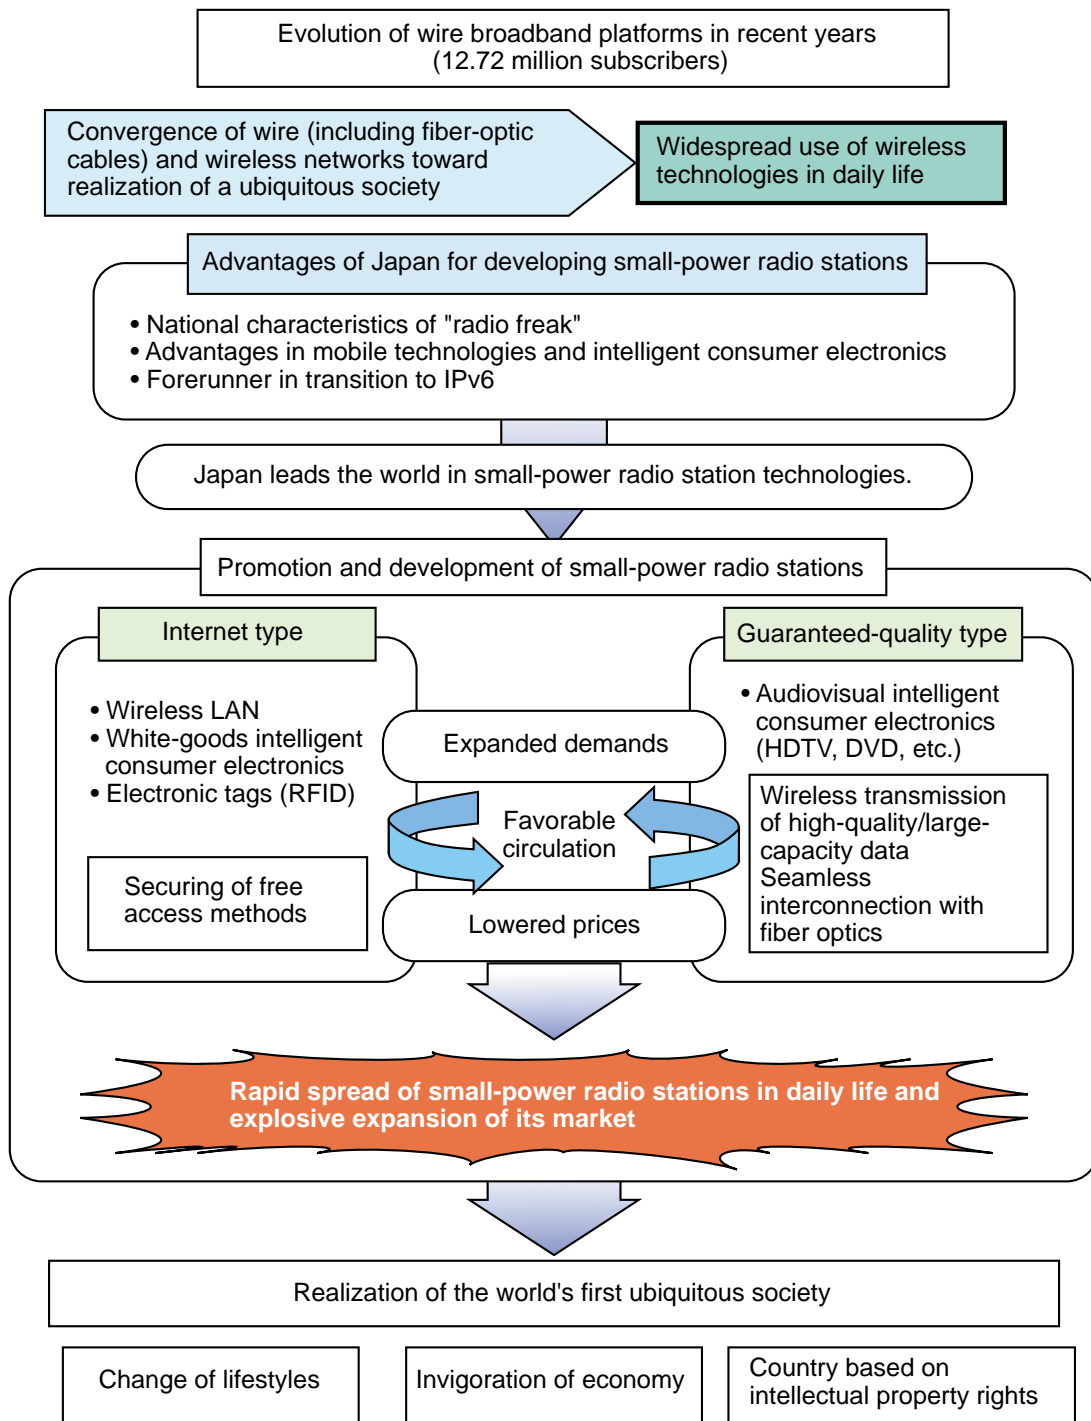 Evolution of wire broadband platforms in recent years
(12.72 million subscribers)
Convergence of wire (including fiber-optic
cables) and wireless networks toward
realization of a ubiquitous society
Widespread use of wireless
technologies in daily life
Advantages of Japan for developing small-power radio stations
• National characteristics of "radio freak"
• Advantages in mobile technologies and intelligent consumer electronics
• Forerunner in transition to IPv6
Japan leads the world in small-power radio station technologies.
Promotion and development of small-power radio stations
Internet type
• Wireless LAN
• White-goods intelligent
consumer electronics
• Electronic tags (RFID)
Securing of free
access methods
Expanded demands
Favorable
circulation
Lowered prices
Guaranteed-quality type
• Audiovisual intelligent
consumer electronics
(HDTV, DVD, etc.)
Wireless transmission
of high-quality/large-
capacity data
Seamless
interconnection with
fiber optics
Rapid spread of small-power radio stations in daily life and
explosive expansion of its market
Realization of the world's first ubiquitous society
Change of lifestyles
Invigoration of economy
Country based on
intellectual property rights